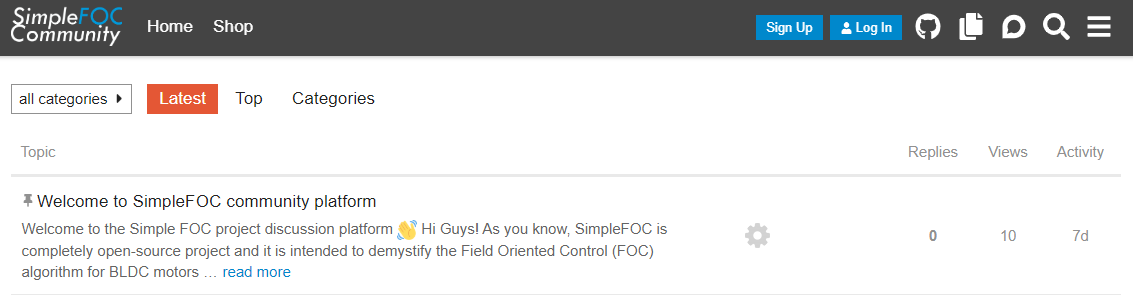 SimpleFOC
Community
Home Shop
Sign Up Log In
all categories Latest Top Categories
Topic Replies Views Activity
Welcome to SimpleFOC community platform
Welcome to the Simple FOC project discussion platform 👋 Hi Guys! As you know, SimpleFOC is
completely open-source project and it is intended to demystify the Field Oriented Control (FOC)
algorithm for BLDC motors … read more
0 10 7d